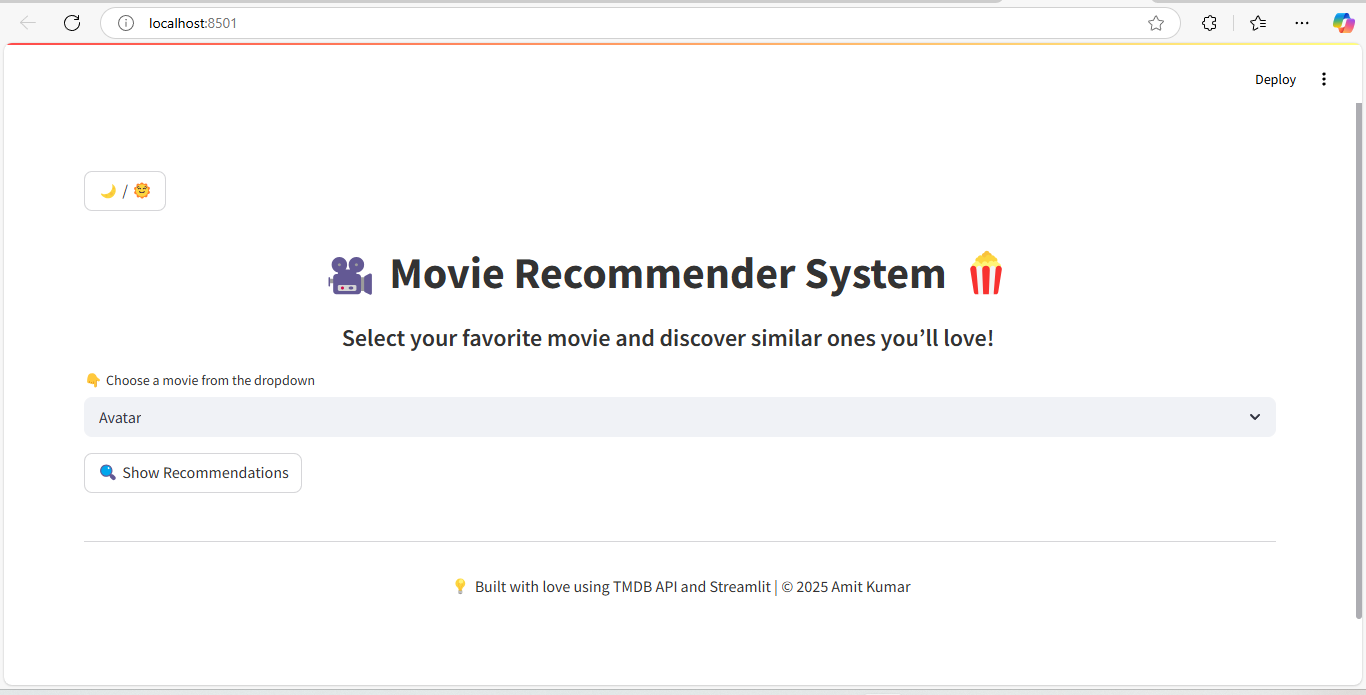 localhost:8501
Deploy
🌙 / 🌞
🎥 Movie Recommender System 🍿
Select your favorite movie and discover similar ones you’ll love!
👇 Choose a movie from the dropdown
Avatar
🔍 Show Recommendations
💡 Built with love using TMDB API and Streamlit | © 2025 Amit Kumar